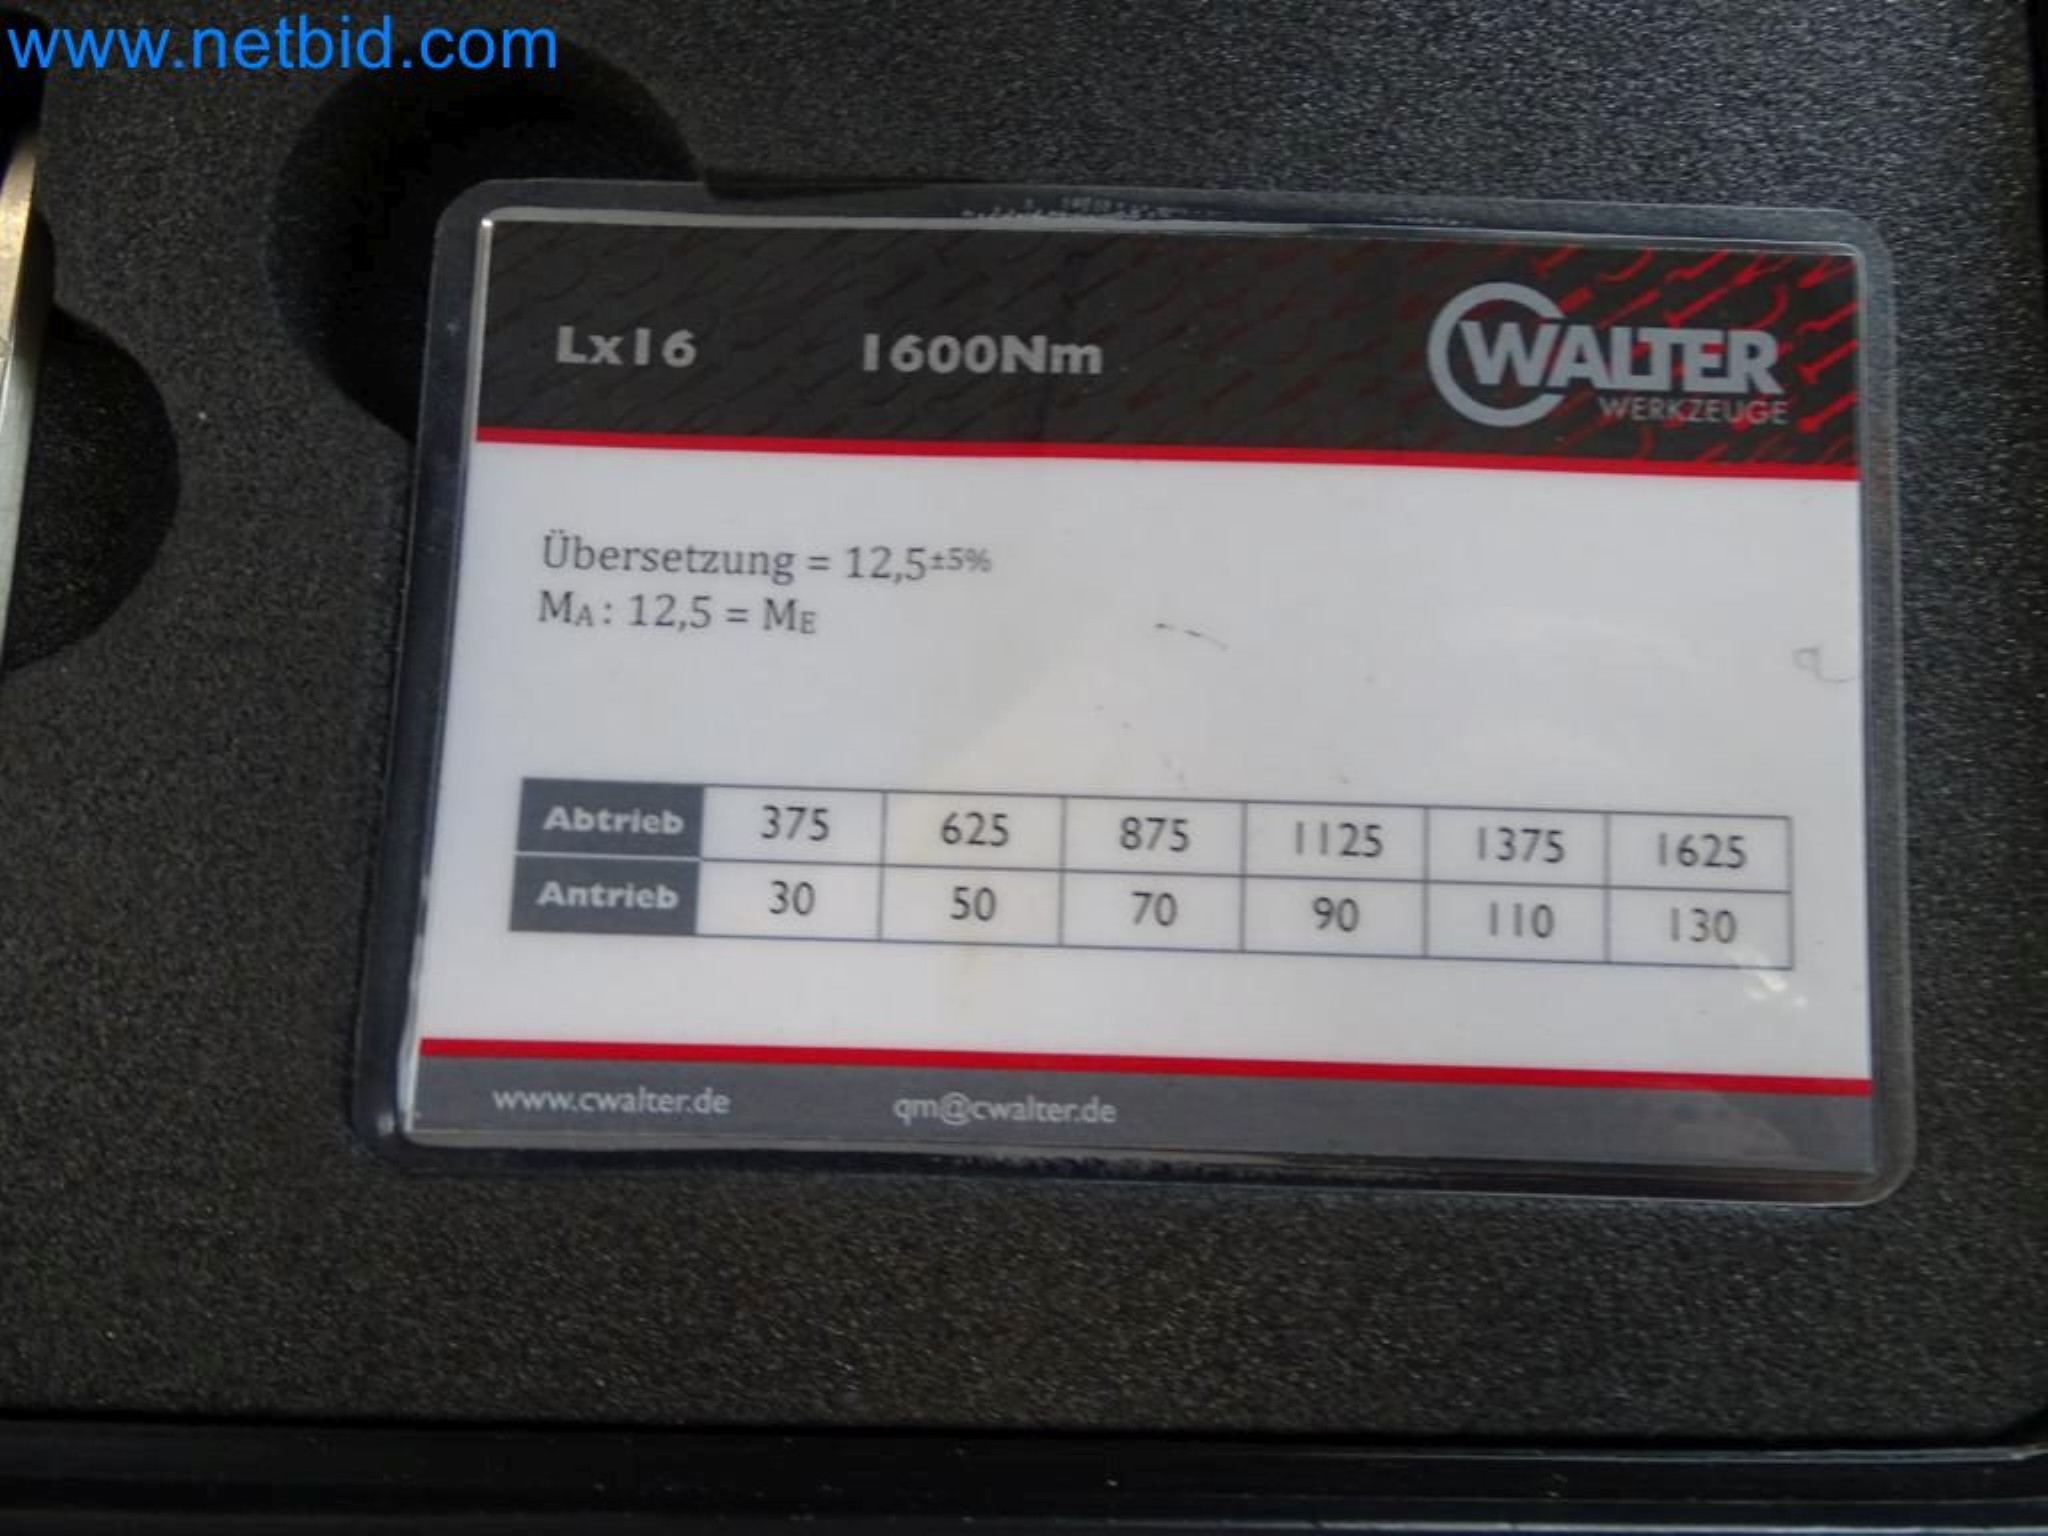 www.netbid.com
Lx16 1600Nm
WALTER
WERKZEUGE
Übersetzung = 12,5±5%
MA : 12,5 = ME
Abtrieb 375 625 875 1125 1375 1625
Antrieb 30 50 70 90 110 130
www.cwalter.de qm@cwalter.de